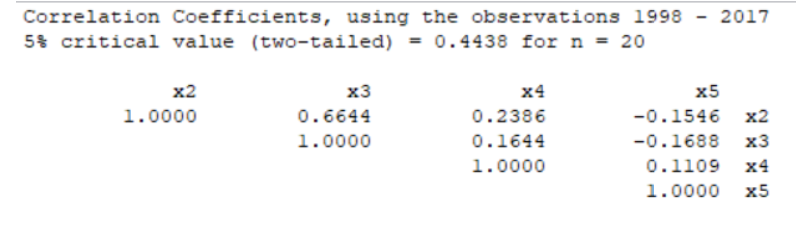 Correlation Coefficients, using the observations 1998 - 2017
5% critical value (two-tailed) = 0.4438 for n = 20
x2 x3 x4 x5
1.0000 0.6644 0.2386 -0.1546 x2
1.0000 0.1644 -0.1688 x3
1.0000 0.1109 x4
1.0000 x5